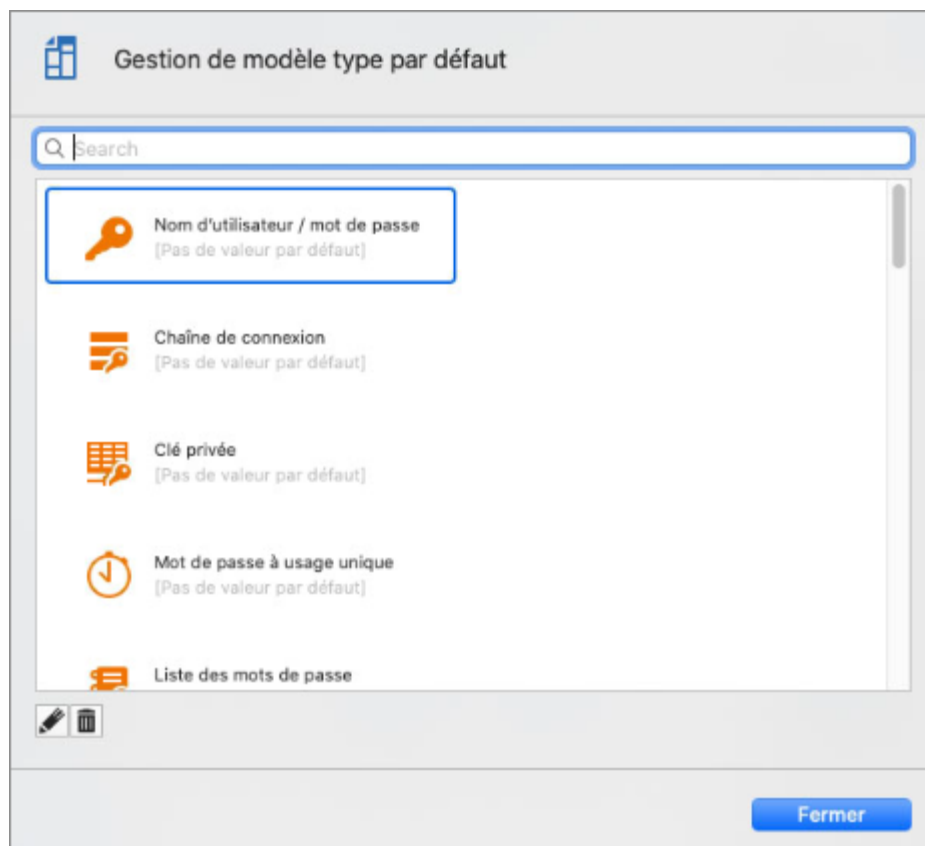 Gestion de modèle type par défaut
Search
Nom d'utilisateur / mot de passe
[Pas de valeur par défaut]
Chaîne de connexion
[Pas de valeur par défaut]
Clé privée
[Pas de valeur par défaut]
Mot de passe à usage unique
[Pas de valeur par défaut]
Liste des mots de passe
Fermer